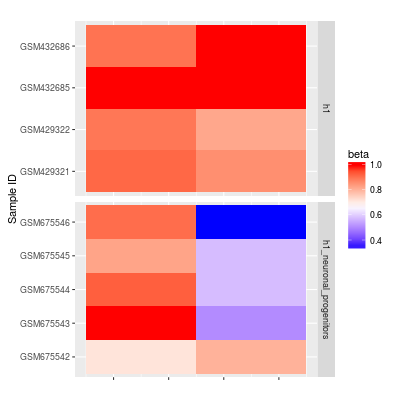 GSM432686
GSM432685
GSM429322
GSM429321
h1
GSM675546
GSM675545
GSM675544
GSM675543
GSM675542
h1_neuronal_progenitors
Sample ID
beta
1.0
0.8
0.6
0.4